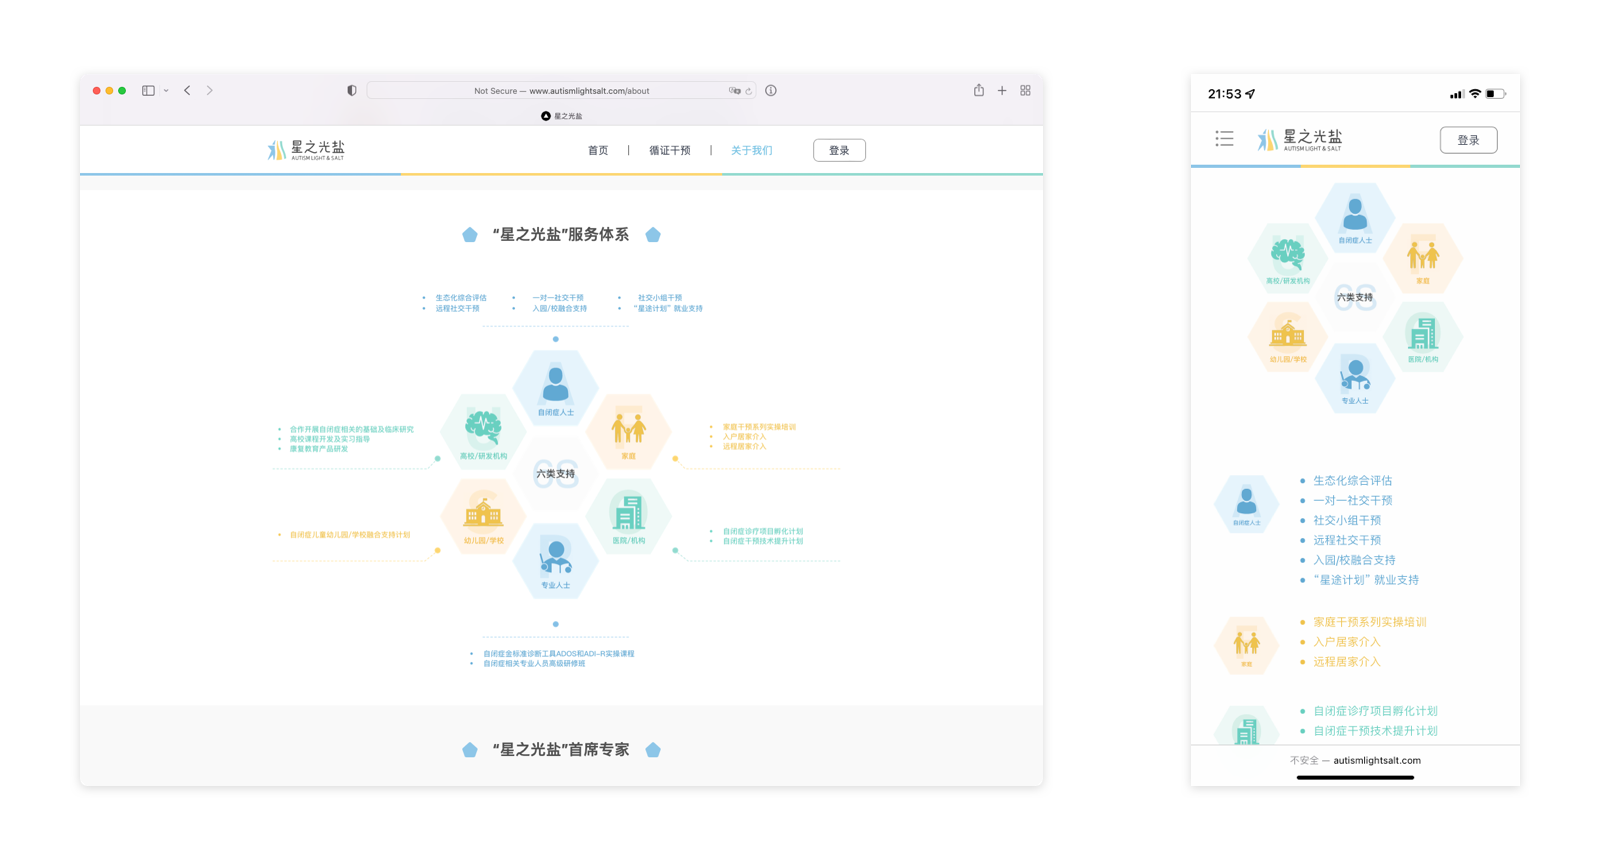 Not Secure — www.autismlightsalt.com/about
星之光盐
星之光盐
AUTISM LIGHT & SALT
首页 | 循证干预 | 关于我们
登录
“星之光盐”服务体系
生态化综合评估
一对一社交干预
社交小组干预
远程社交干预
入园/校融合支持
“星途计划” 就业支持
自闭症人士
合作开展自闭症相关的基础及临床研究
高校课程开发及实习指导
康复教育产品研发
高校/研发机构
家庭
家庭干预系列实操培训
入户居家介入
远程居家介入
六类支持
自闭症儿童幼儿园/学校融合支持计划
幼儿园/学校
医院/机构
自闭症诊疗项目孵化计划
自闭症干预技术提升计划
专业人士
自闭症金标准诊断工具ADOS和ADI-R实操课程
自闭症相关专业人员高级研修班
“星之光盐”首席专家
21:53
星之光盐
AUTISM LIGHT & SALT
登录
自闭症人士
高校/研发机构
家庭
六类支持
幼儿园/学校
医院/机构
专业人士
自闭症人士
生态化综合评估
一对一社交干预
社交小组干预
远程社交干预
入园/校融合支持
“星途计划” 就业支持
家庭
家庭干预系列实操培训
入户居家介入
远程居家介入
自闭症诊疗项目孵化计划
自闭症干预技术提升计划
不安全 — autismlightsalt.com